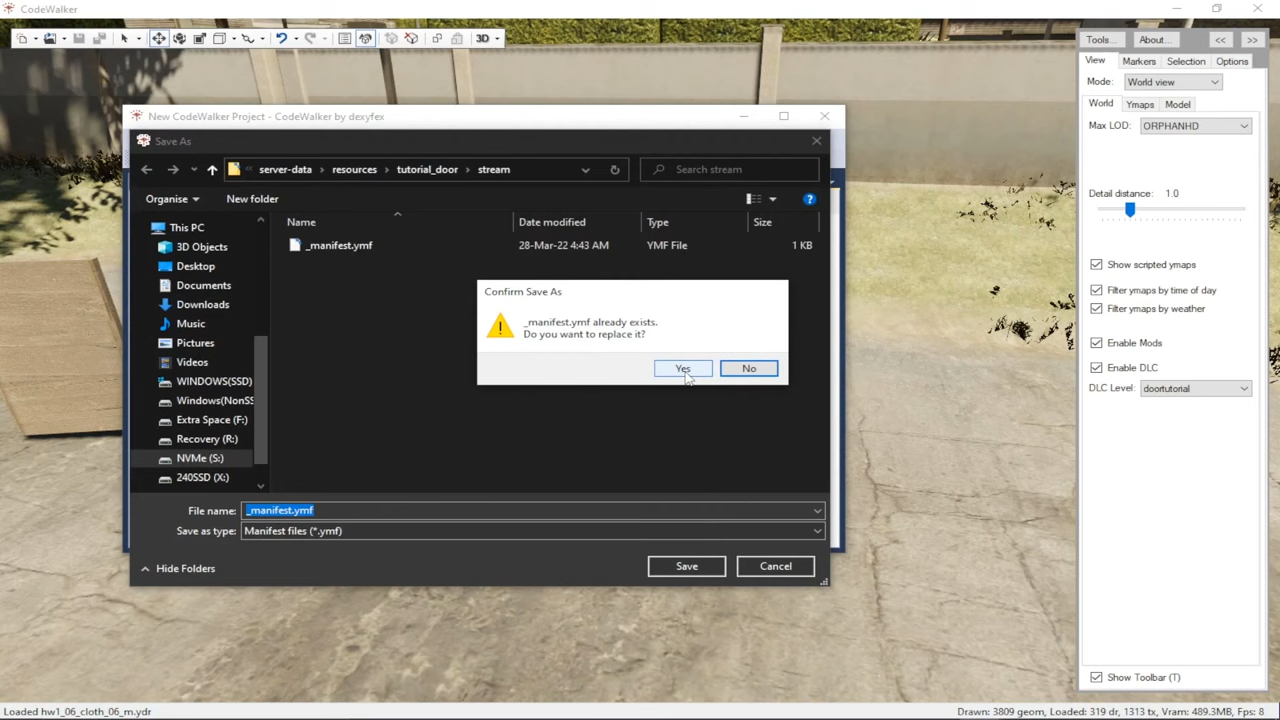 CodeWalker
3D
Tools...
About...
<<
>>
View
Markers
Selection
Options
Mode:
World view
World
Ymaps
Model
Max LOD:
ORPHANHD
Detail distance:
1.0
Show scripted ymaps
Filter ymaps by time of day
Filter ymaps by weather
Enable Mods
Enable DLC
DLC Level:
doortutorial
Show Toolbar (T)
New CodeWalker Project - CodeWalker by dexyfex
Save As
«
server-data
resources
tutorial_door
stream
Search stream
Organise
New folder
?
This PC
3D Objects
Desktop
Documents
Downloads
Music
Pictures
Videos
WINDOWS(SSD)
Windows(NonSS
Extra Space (F:)
Recovery (R:)
NVMe (S:)
240SSD (X:)
Name
Date modified
Type
Size
_manifest.ymf
28-Mar-22 4:43 AM
YMF File
1 KB
Confirm Save As
_manifest.ymf already exists.
Do you want to replace it?
Yes
No
File name:
_manifest.ymf
Save as type:
Manifest files (*.ymf)
Hide Folders
Save
Cancel
Loaded hw1_06_cloth_06_m.ydr
Drawn: 3809 geom, Loaded: 319 dr, 1313 tx, Vram: 489.3MB, Fps: 8